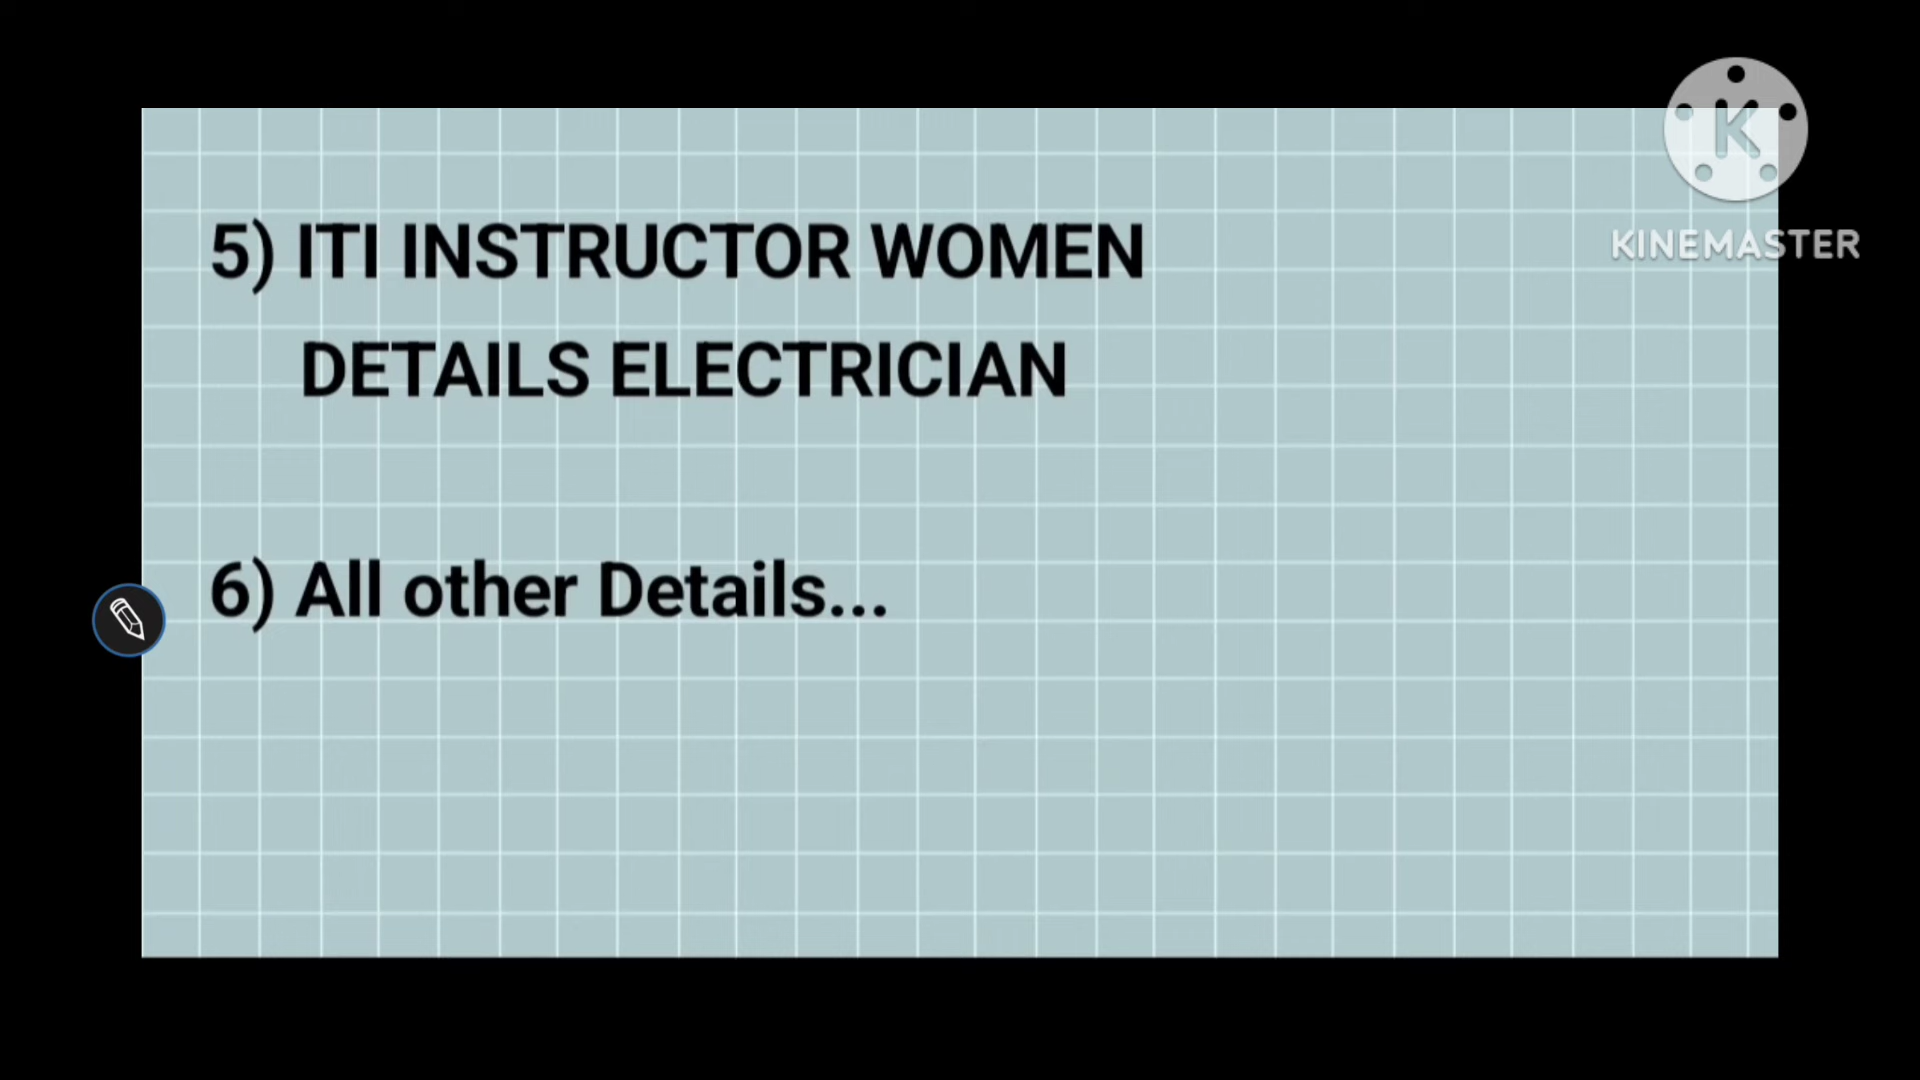 K
KINEMASTER
5) ITI INSTRUCTOR WOMEN
DETAILS ELECTRICIAN
6) All other Details...